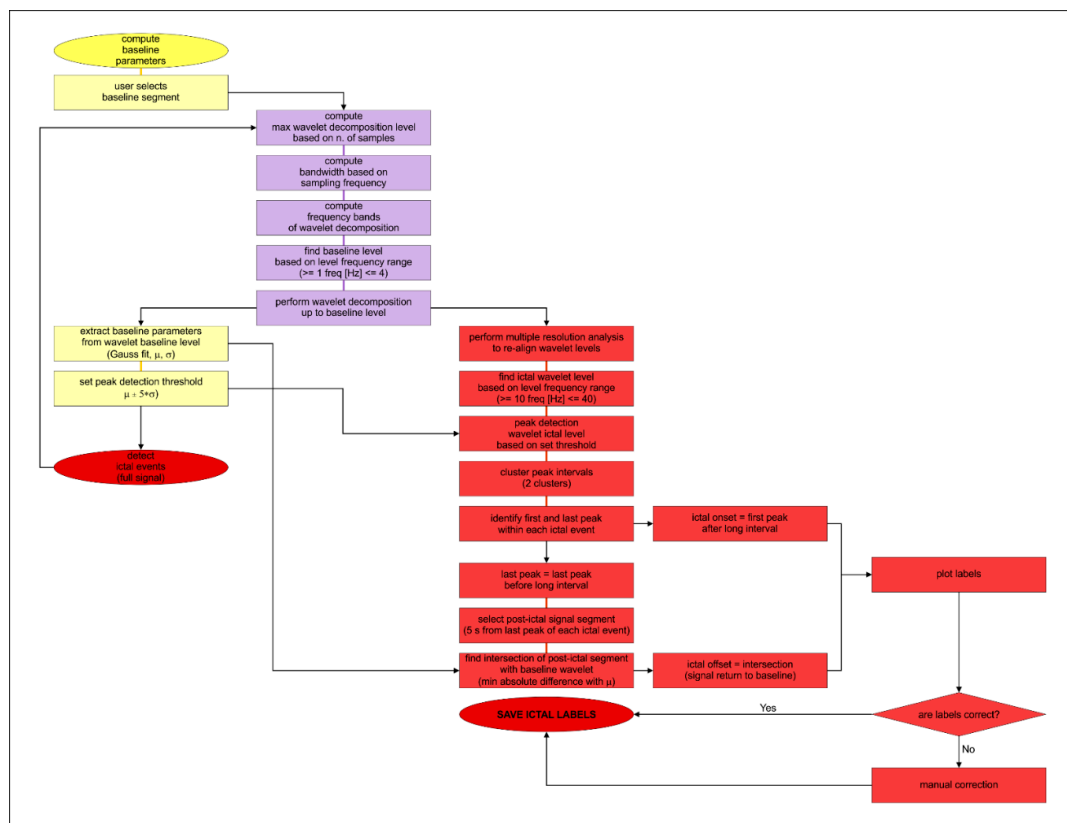 compute
baseline
parameters
user selects
baseline segment
compute
max wavelet decomposition level
based on n. of samples
compute
bandwidth based on
sampling frequency
compute
frequency bands
of wavelet decomposition
find baseline level
based on level frequency range
(>= 1 freq [Hz] <= 4)
perform wavelet decomposition
up to baseline level
extract baseline parameters
from wavelet baseline level
(Gauss fit, μ, σ)
set peak detection threshold
μ ± 5*σ)
detect
ictal events
(full signal)
perform multiple resolution analysis
to re-align wavelet levels
find ictal wavelet level
based on level frequency range
(>= 10 freq [Hz] <= 40)
peak detection
wavelet ictal level
based on set threshold
cluster peak intervals
(2 clusters)
identify first and last peak
within each ictal event
ictal onset = first peak
after long interval
last peak = last peak
before long interval
select post-ictal signal segment
(5 s from last peak of each ictal event)
find intersection of post-ictal segment
with baseline wavelet
(min absolute difference with μ)
ictal offset = intersection
(signal return to baseline)
plot labels
are labels correct?
Yes
No
SAVE ICTAL LABELS
manual correction